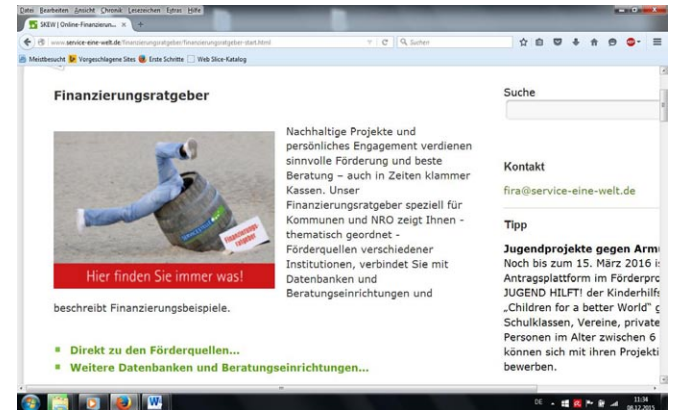 Datei Bearbeiten Ansicht Chronik Lesezeichen Extras Hilfe
SKEW | Online-Finanzierun...
www.service-eine-welt.de/finanzierungsratgeber/finanzierungsratgeber-start.html
Suchen
Meistbesucht Vorgeschlagene Sites Erste Schritte Web Slice-Katalog
Finanzierungsratgeber
Nachhaltige Projekte und
persönliches Engagement verdienen
sinnvolle Förderung und beste
Beratung – auch in Zeiten klammer
Kassen. Unser
Finanzierungsratgeber speziell für
Kommunen und NRO zeigt Ihnen -
thematisch geordnet -
Förderquellen verschiedener
Institutionen, verbindet Sie mit
Datenbanken und
Beratungseinrichtungen und
beschreibt Finanzierungsbeispiele.
Finanzierungs-
ratgeber
Hier finden Sie immer was!
Direkt zu den Förderquellen...
Weitere Datenbanken und Beratungseinrichtungen...
Suche
Kontakt
fira@service-eine-welt.de
Tipp
Jugendprojekte gegen Arm
Noch bis zum 15. März 2016 i
Antragsplattform im Förderpro
JUGEND HILFT! der Kinderhilf
„Children for a better World" g
Schulklassen, Vereine, private
Personen im Alter zwischen 6
können sich mit ihren Projekti
bewerben.
DE
11:34
08.12.2015